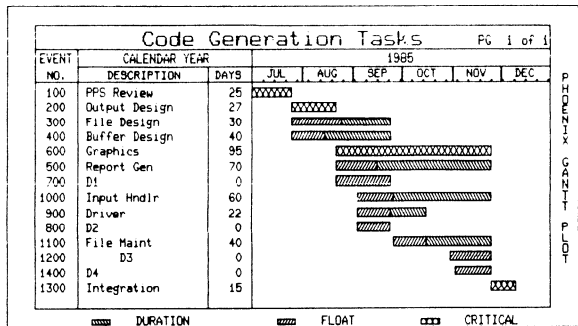 Code Generation Tasks PG 1 of 1
EVENT CALENDAR YEAR 1985
NO. DESCRIPTION DAYS JUL AUG SEP OCT NOV DEC
100 PPS Review 25
200 Output Design 27
300 File Design 30
400 Buffer Design 40
600 Graphics 95
500 Report Gen 70
700 D1 0
1000 Input Hndlr 60
900 Driver 22
800 D2 0
1100 File Maint 40
1200 D3 0
1400 D4 0
1300 Integration 15
DURATION FLOAT CRITICAL
PHOENIX GANTT PLOT